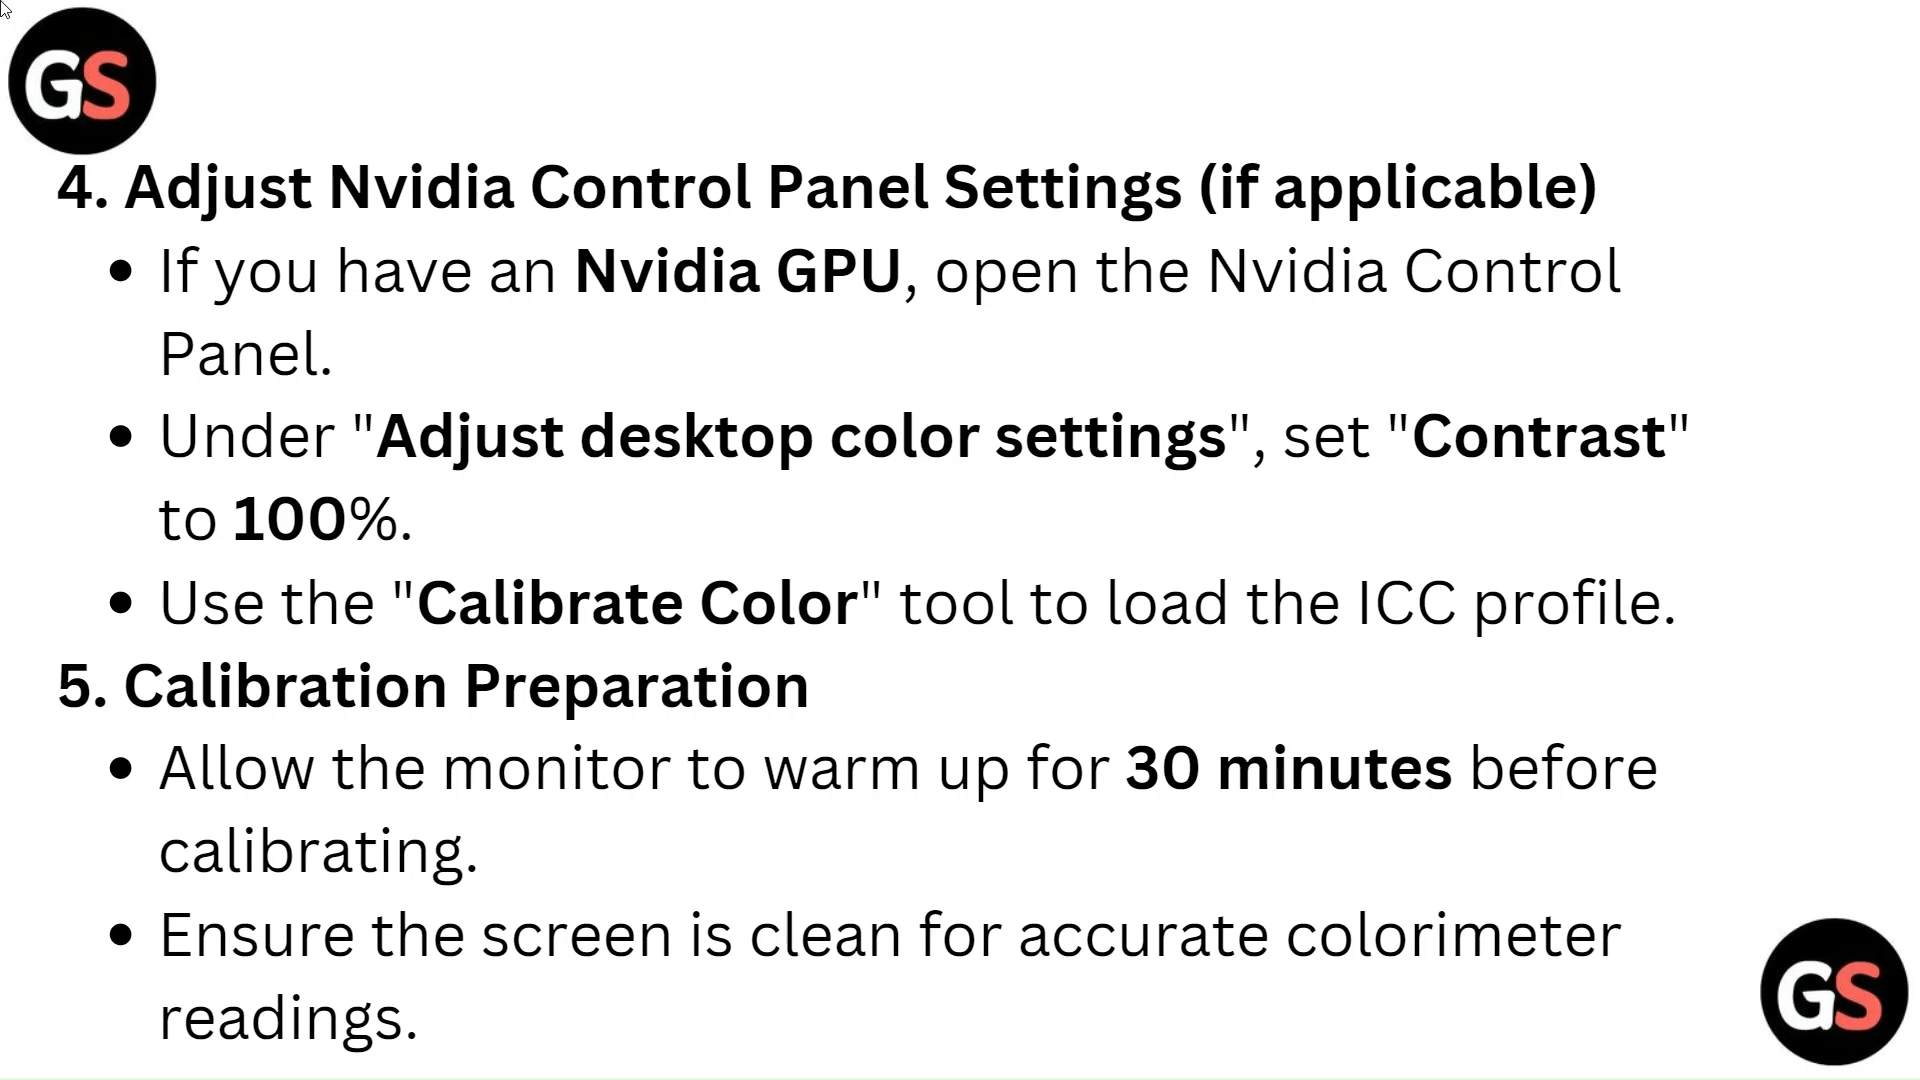 GS
4. Adjust Nvidia Control Panel Settings (if applicable)
• If you have an Nvidia GPU, open the Nvidia Control
Panel.
• Under "Adjust desktop color settings", set "Contrast"
to 100%.
• Use the "Calibrate Color" tool to load the ICC profile.
5. Calibration Preparation
• Allow the monitor to warm up for 30 minutes before
calibrating.
• Ensure the screen is clean for accurate colorimeter
readings.
GS